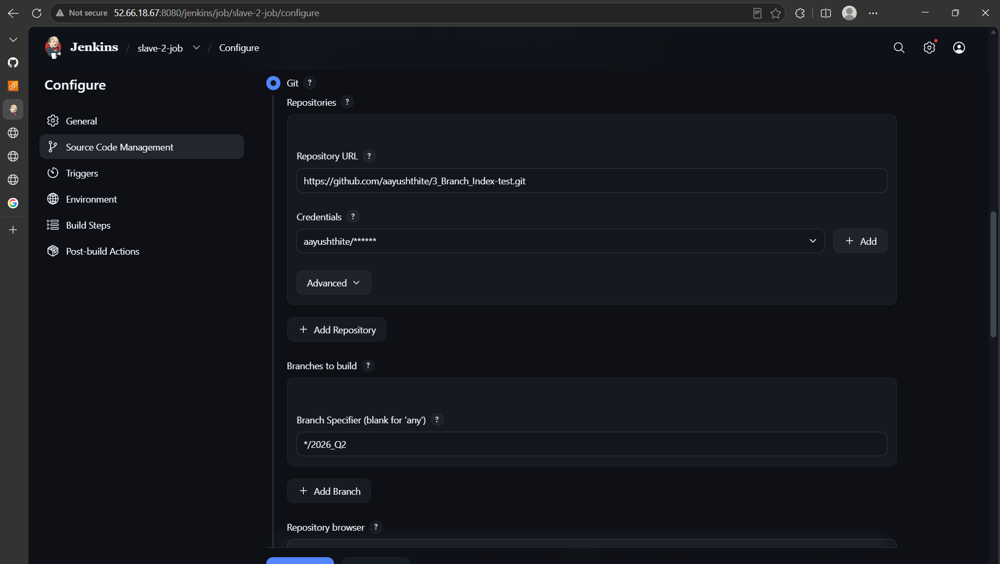 Not secure 52.66.18.67:8080/jenkins/job/slave-2-job/configure
Jenkins / slave-2-job / Configure
Configure
General
Source Code Management
Triggers
Environment
Build Steps
Post-build Actions
Git ?
Repositories ?
Repository URL ?
https://github.com/aayushthite/3_Branch_Index-test.git
Credentials ?
aayushthite/******
+ Add
Advanced
+ Add Repository
Branches to build ?
Branch Specifier (blank for 'any') ?
*/2026_Q2
+ Add Branch
Repository browser ?